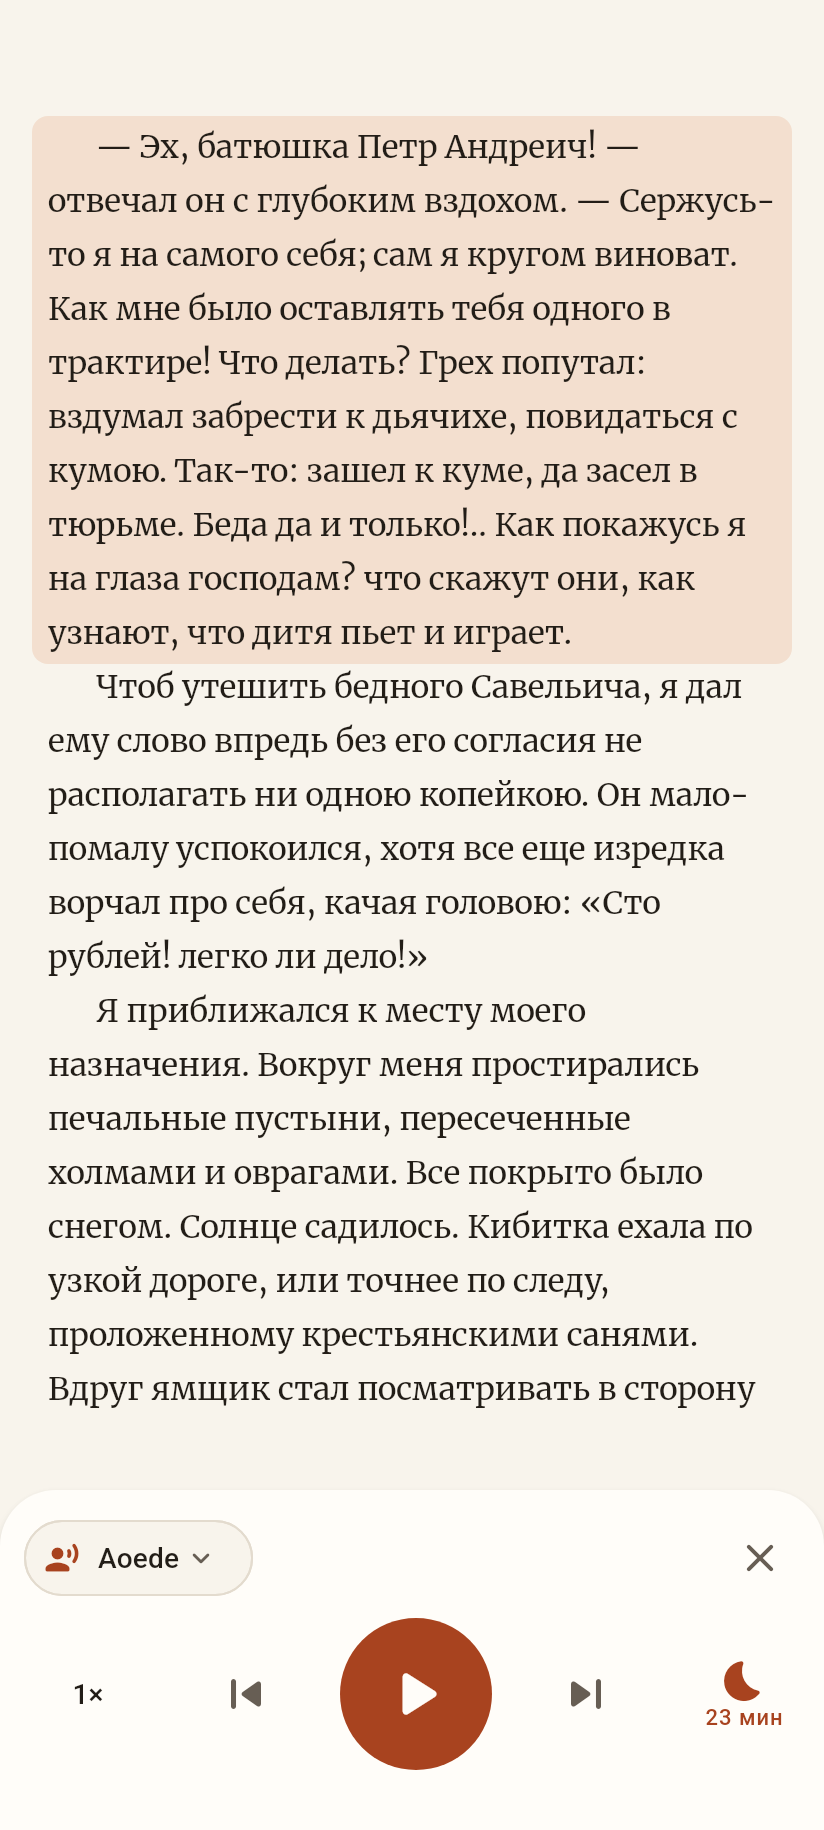 — Эх, батюшка Петр Андреич! —
отвечал он с глубоким вздохом. — Сержусь-
то я на самого себя; сам я кругом виноват.
Как мне было оставлять тебя одного в
трактире! Что делать? Грех попутал:
вздумал забрести к дьячихе, повидаться с
кумою. Так-то: зашел к куме, да засел в
тюрьме. Беда да и только!.. Как покажусь я
на глаза господам? что скажут они, как
узнают, что дитя пьет и играет.
Чтоб утешить бедного Савельича, я дал
ему слово впредь без его согласия не
располагать ни одною копейкою. Он мало-
помалу успокоился, хотя все еще изредка
ворчал про себя, качая головою: «Сто
рублей! легко ли дело!»
Я приближался к месту моего
назначения. Вокруг меня простирались
печальные пустыни, пересеченные
холмами и оврагами. Все покрыто было
снегом. Солнце садилось. Кибитка ехала по
узкой дороге, или точнее по следу,
проложенному крестьянскими санями.
Вдруг ямщик стал посматривать в сторону
Aoede
1×
23 мин